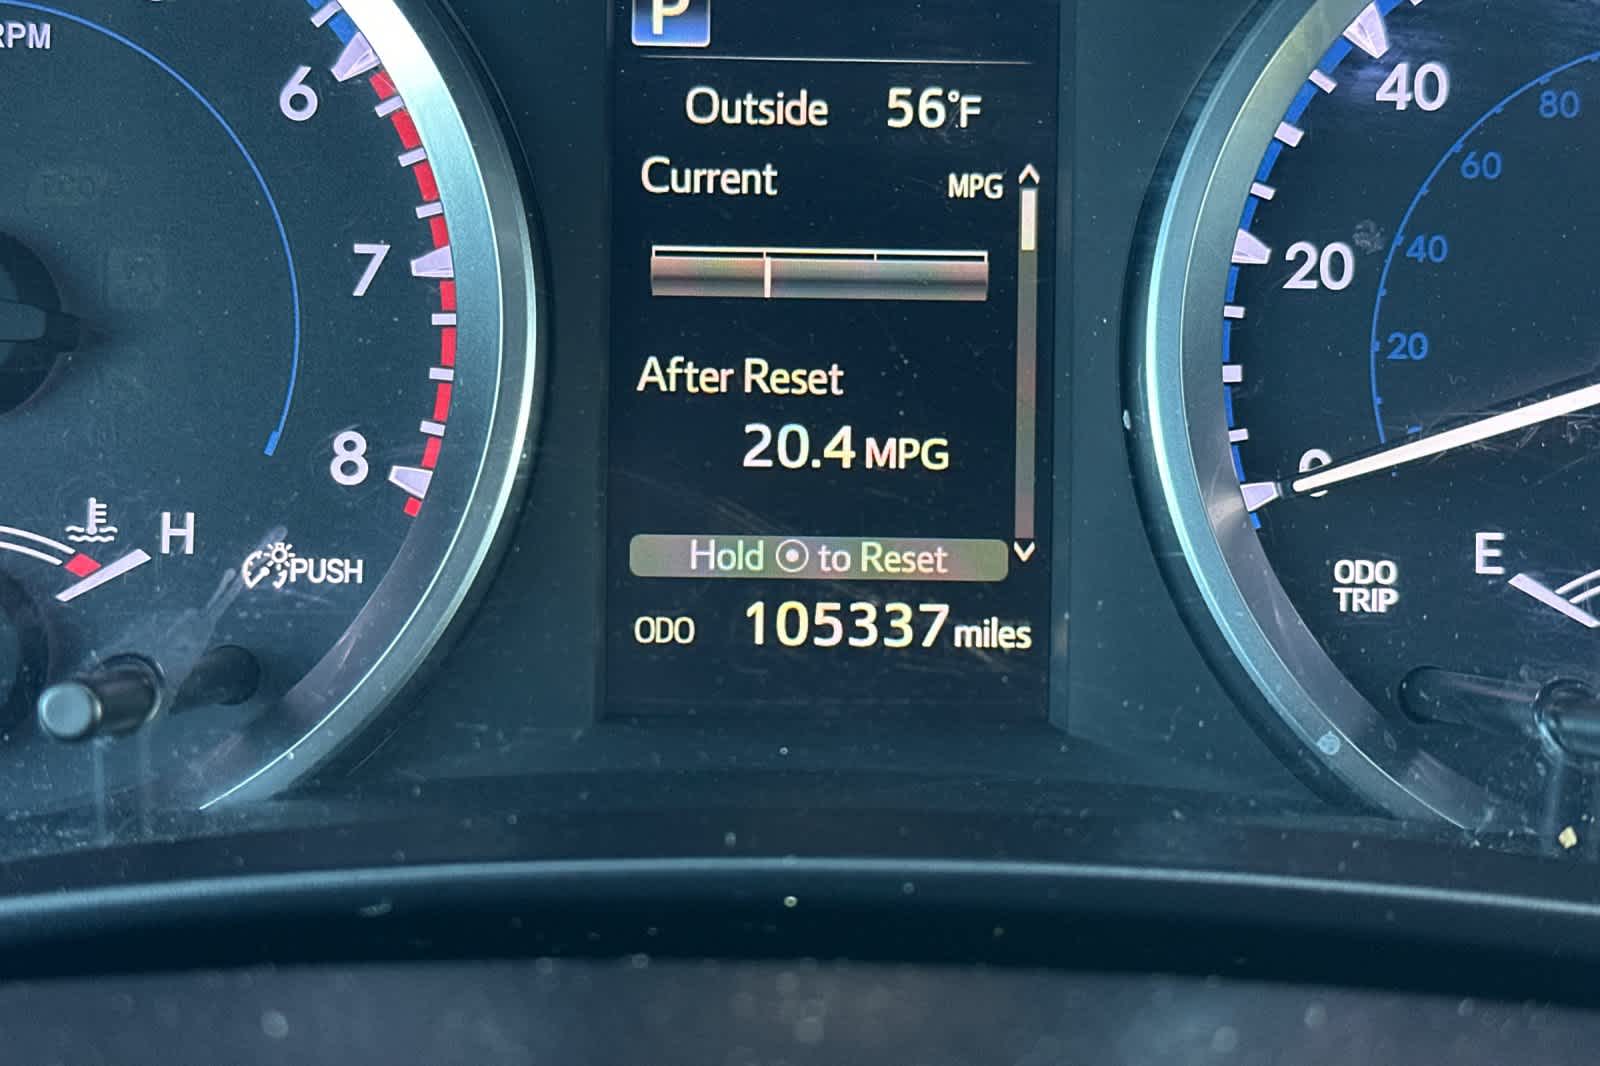 RPM
6
7
8
H
PUSH
P
Outside 56°F
Current MPG
After Reset
20.4 MPG
Hold to Reset
ODO 105337 miles
40
20
0
80
60
40
20
ODO
TRIP
E